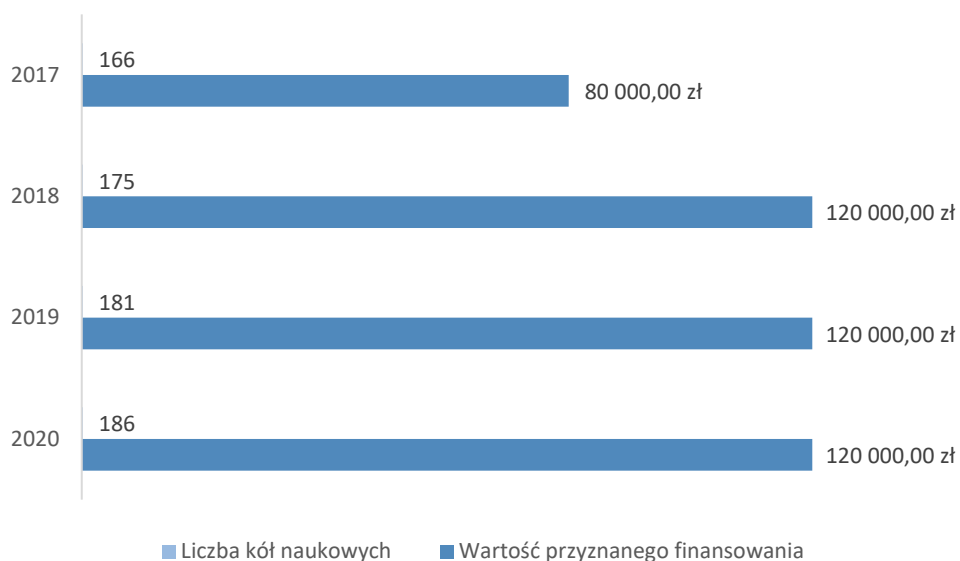 166
2017
80 000,00 zł
175
2018
120 000,00 zł
181
2019
120 000,00 zł
186
2020
120 000,00 zł
Liczba kół naukowych Wartość przyznanego finansowania